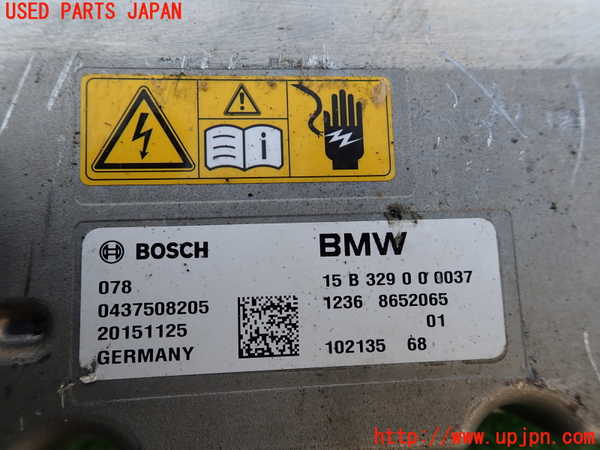 USED PARTS JAPAN
i
BOSCH
BMW
078
0437508205
20151125
GERMANY
15 B 329 0 0 0037
1236 8652065
01
102135 68
http://www.upjpn.com/